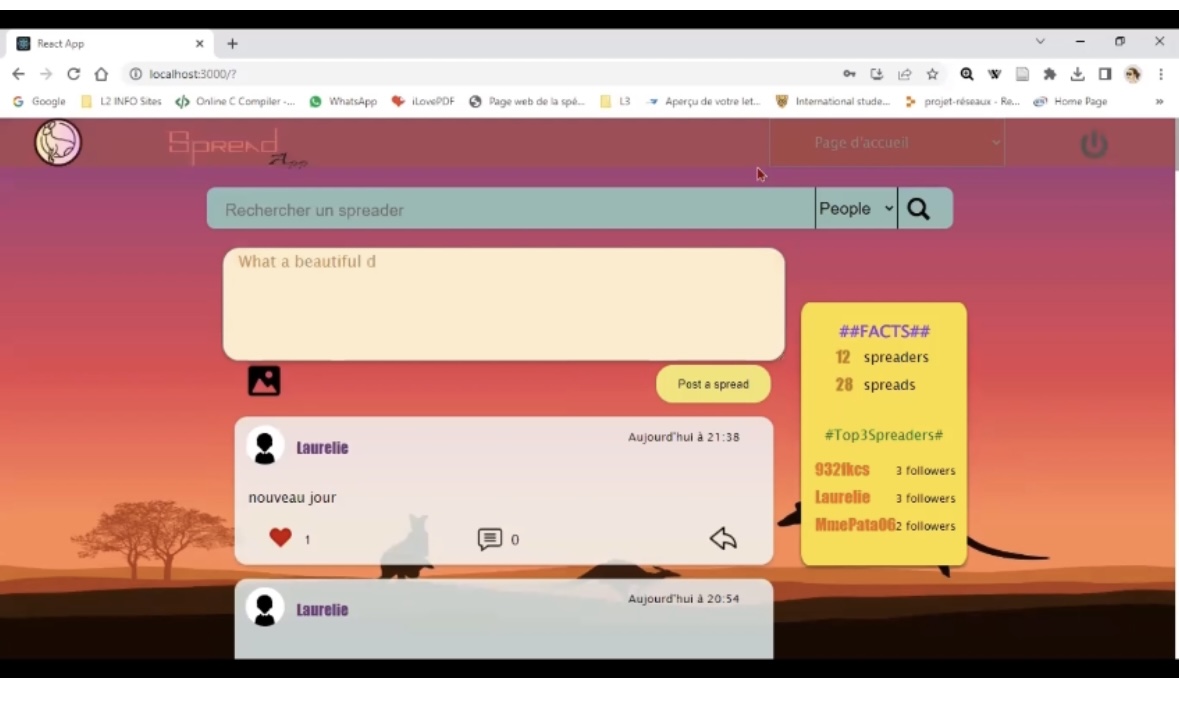 React App
localhost:3000/?
Google L2 INFO Sites Online C Compiler -... WhatsApp iLovePDF Page web de la spé... L3 Aperçu de votre let... International stude... projet-réseaux - Re... Home Page »
Spread App Page d'accueil
Rechercher un spreader People
What a beautiful d
Post a spread
Laurelie Aujourd'hui à 21:38
nouveau jour
1 0
Laurelie Aujourd'hui à 20:54
##FACTS##
12 spreaders
28 spreads
#Top3Spreaders#
932fkcs 3 followers
Laurelie 3 followers
MmePata06 2 followers